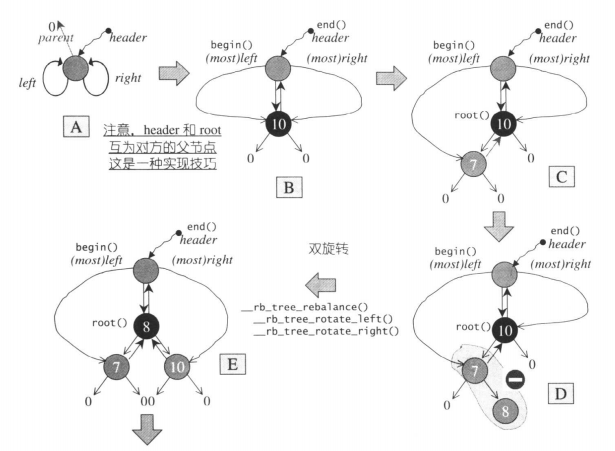 0
parent
header
left
right
A
注意，header 和 root
互为对方的父节点
这是一种实现技巧
end()
header
begin()
(most)left
(most)right
10
0
0
B
end()
header
begin()
(most)left
(most)right
root()
10
7
0
0
0
C
end()
header
begin()
(most)left
(most)right
root()
8
7
10
0
00
0
E
双旋转
__rb_tree_rebalance()
__rb_tree_rotate_left()
__rb_tree_rotate_right()
end()
header
begin()
(most)left
(most)right
root()
10
0
7
0
8
D